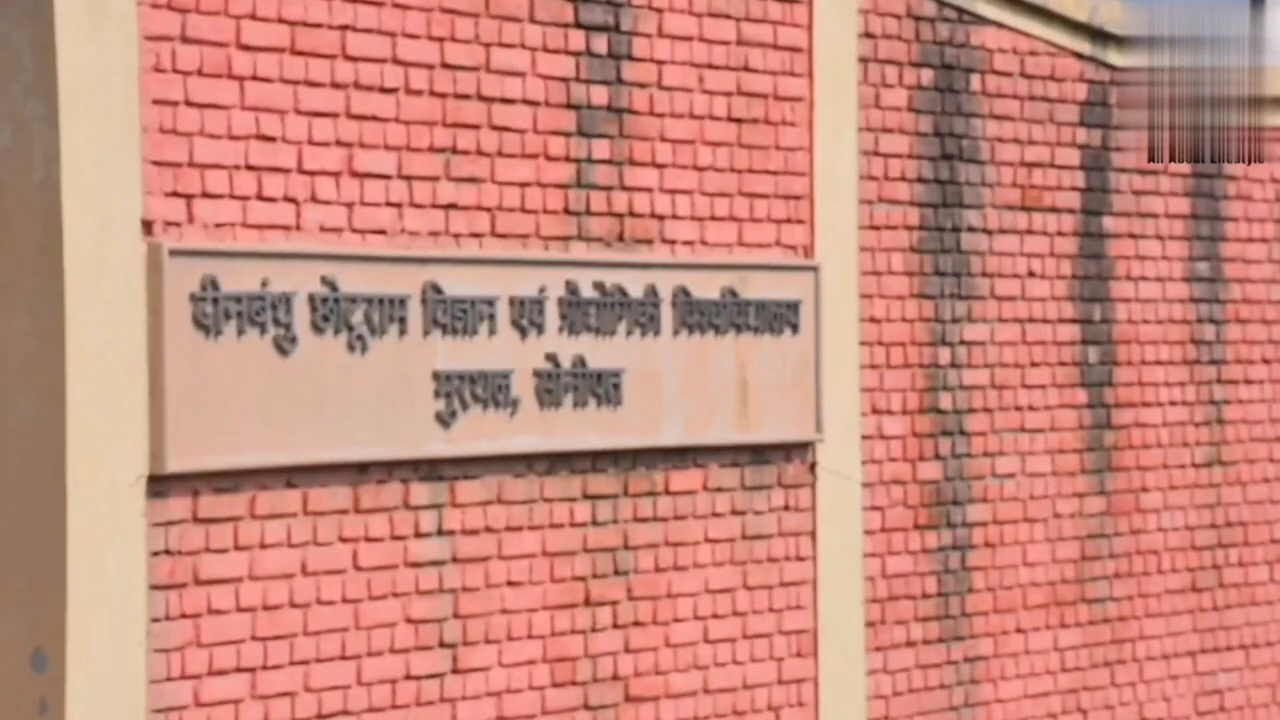 दीनबंधु छोटूराम विज्ञान एवं प्रौद्योगिकी विश्वविद्यालय
मुरथल, सोनीपत